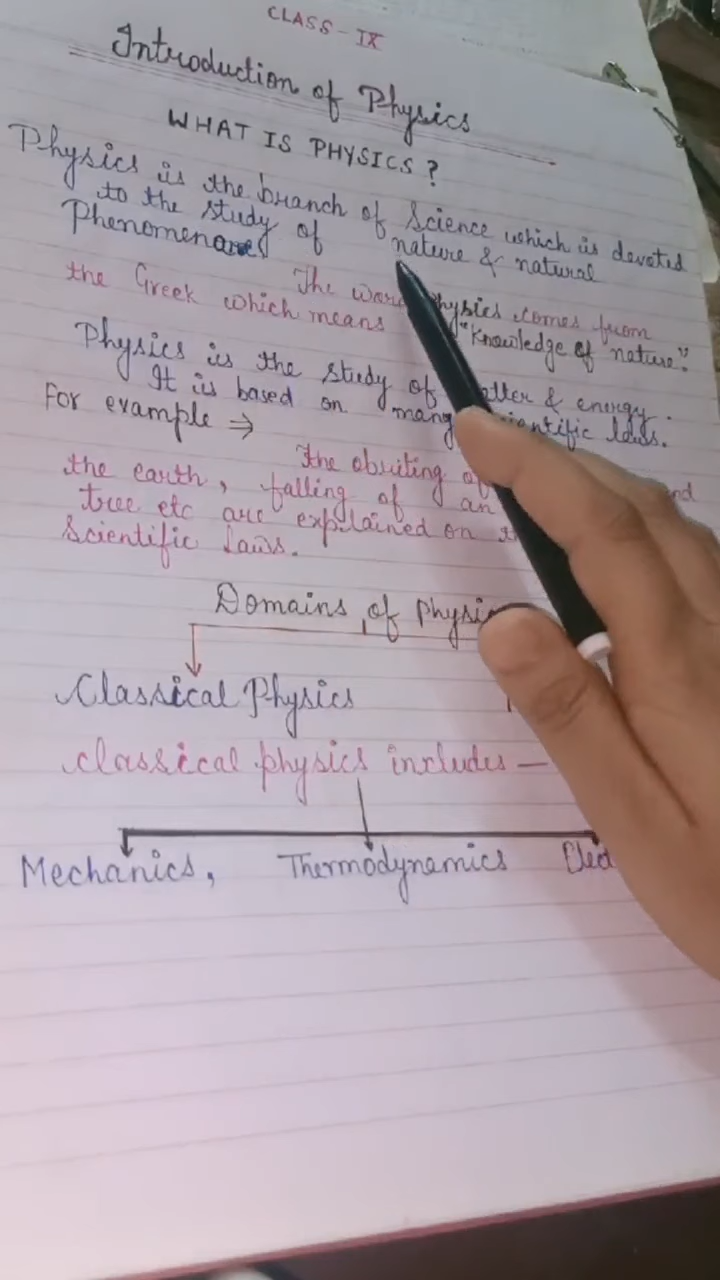 CLASS-IX
Introduction of Physics
WHAT IS PHYSICS?
Physics is the branch of Science which is devoted
to the study of nature & natural
Phenomena
The word Physics comes from
the Greek which means "Knowledge of nature".
Physics is the study of matter & energy.
It is based on many scientific laws.
For example ⇒
the obriting of
the earth, falling of an
tree etc are explained on
Scientific laws.
Domains of Physics
Classical Physics
Classical physics includes —
Mechanics, Thermodynamics